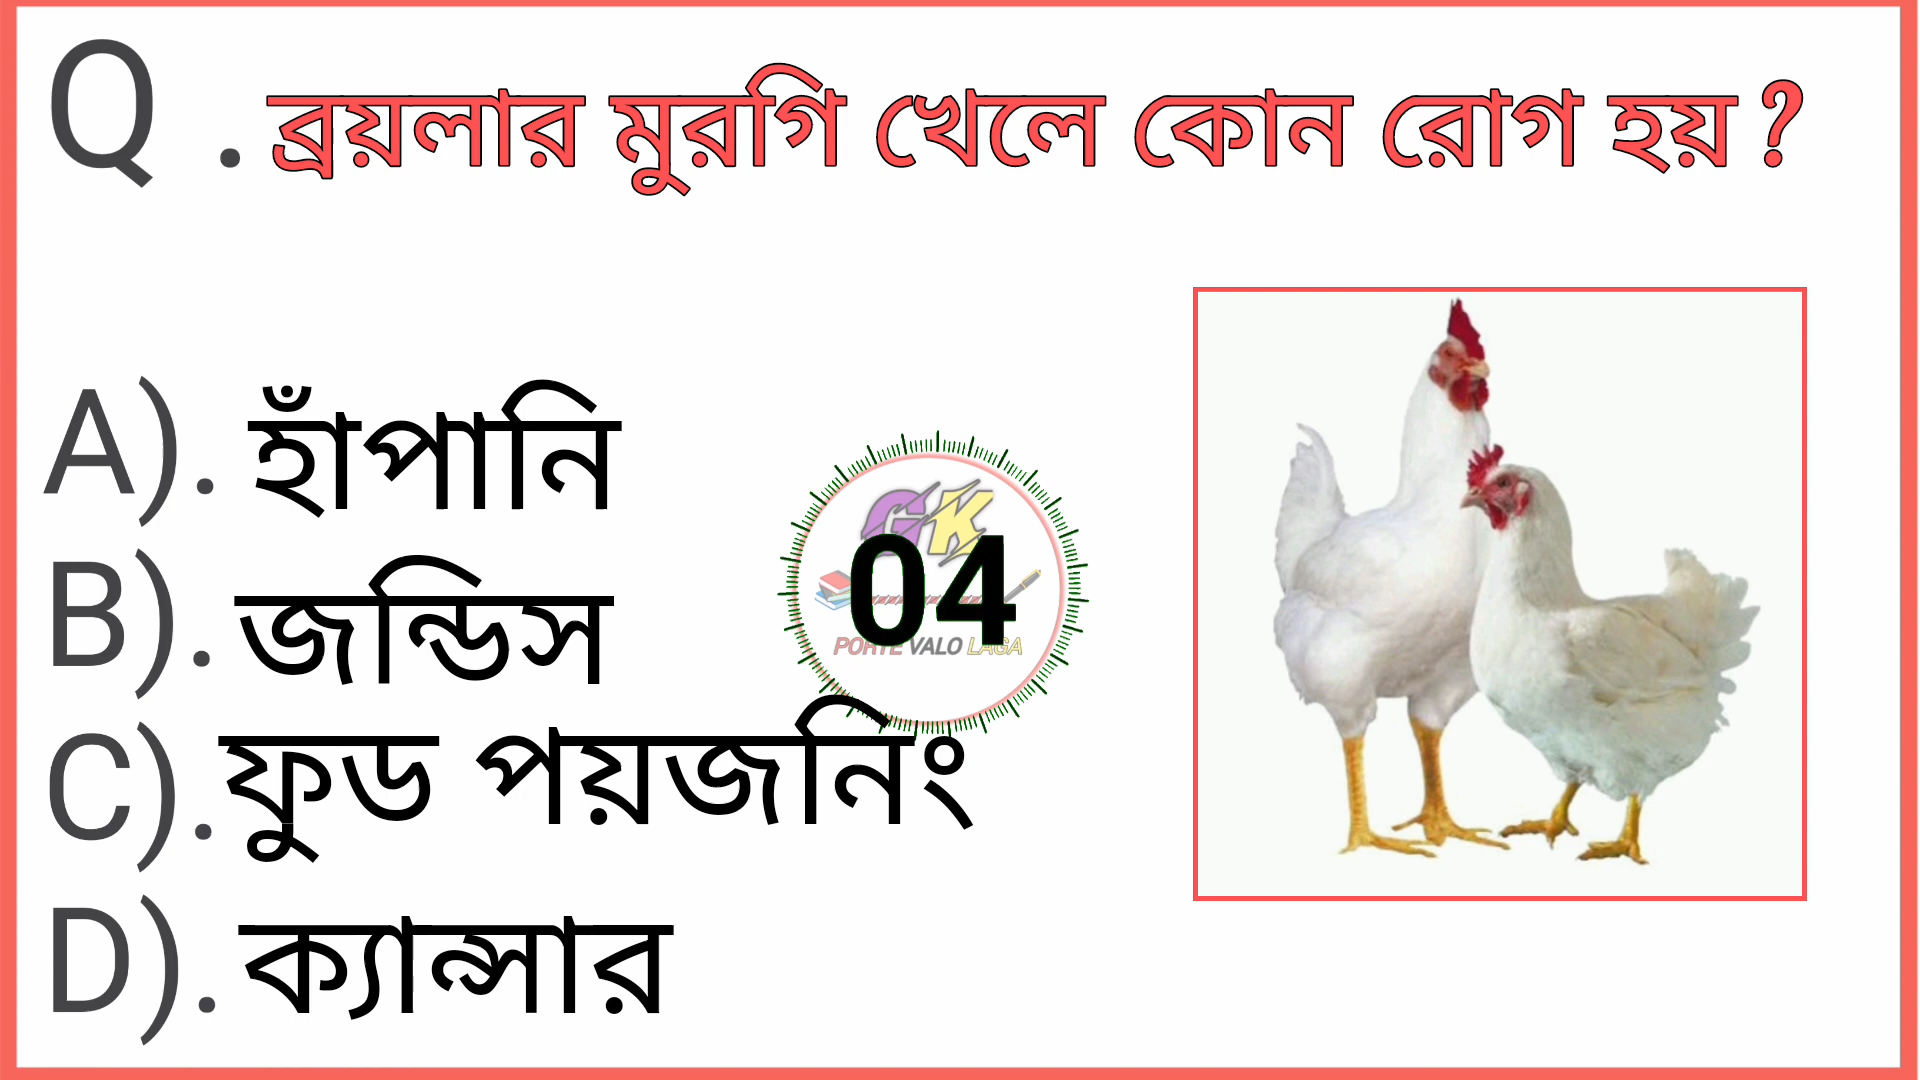 Q . ব্রয়লার মুরগি খেলে কোন রোগ হয় ?
A). হাঁপানি
B). জন্ডিস
GK
04
PORTE VALO LAGA
C). ফুড পয়জনিং
D). ক্যান্সার